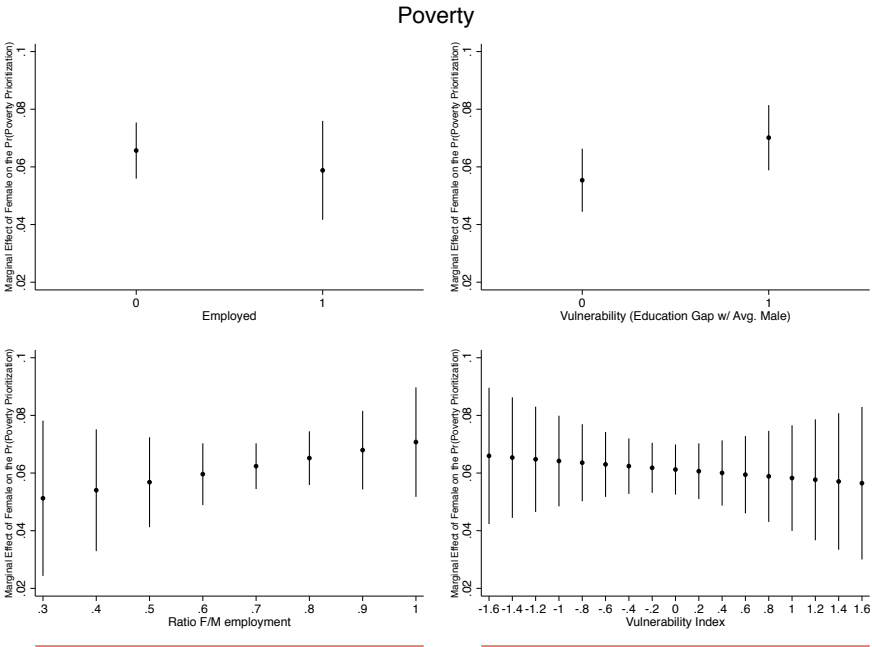 Poverty
Marginal Effect of Female on the Pr(Poverty Prioritization)
.02 .04 .06 .08 .1
0 1
Employed
Marginal Effect of Female on the Pr(Poverty Prioritization)
.02 .04 .06 .08 .1
0 1
Vulnerability (Education Gap w/ Avg. Male)
Marginal Effect of Female on the Pr(Poverty Prioritization)
.02 .04 .06 .08 .1
.3 .4 .5 .6 .7 .8 .9 1
Ratio F/M employment
Marginal Effect of Female on the Pr(Poverty Prioritization)
.02 .04 .06 .08 .1
-1.6 -1.4 -1.2 -1 -.8 -.6 -.4 -.2 0 .2 .4 .6 .8 1 1.2 1.4 1.6
Vulnerability Index